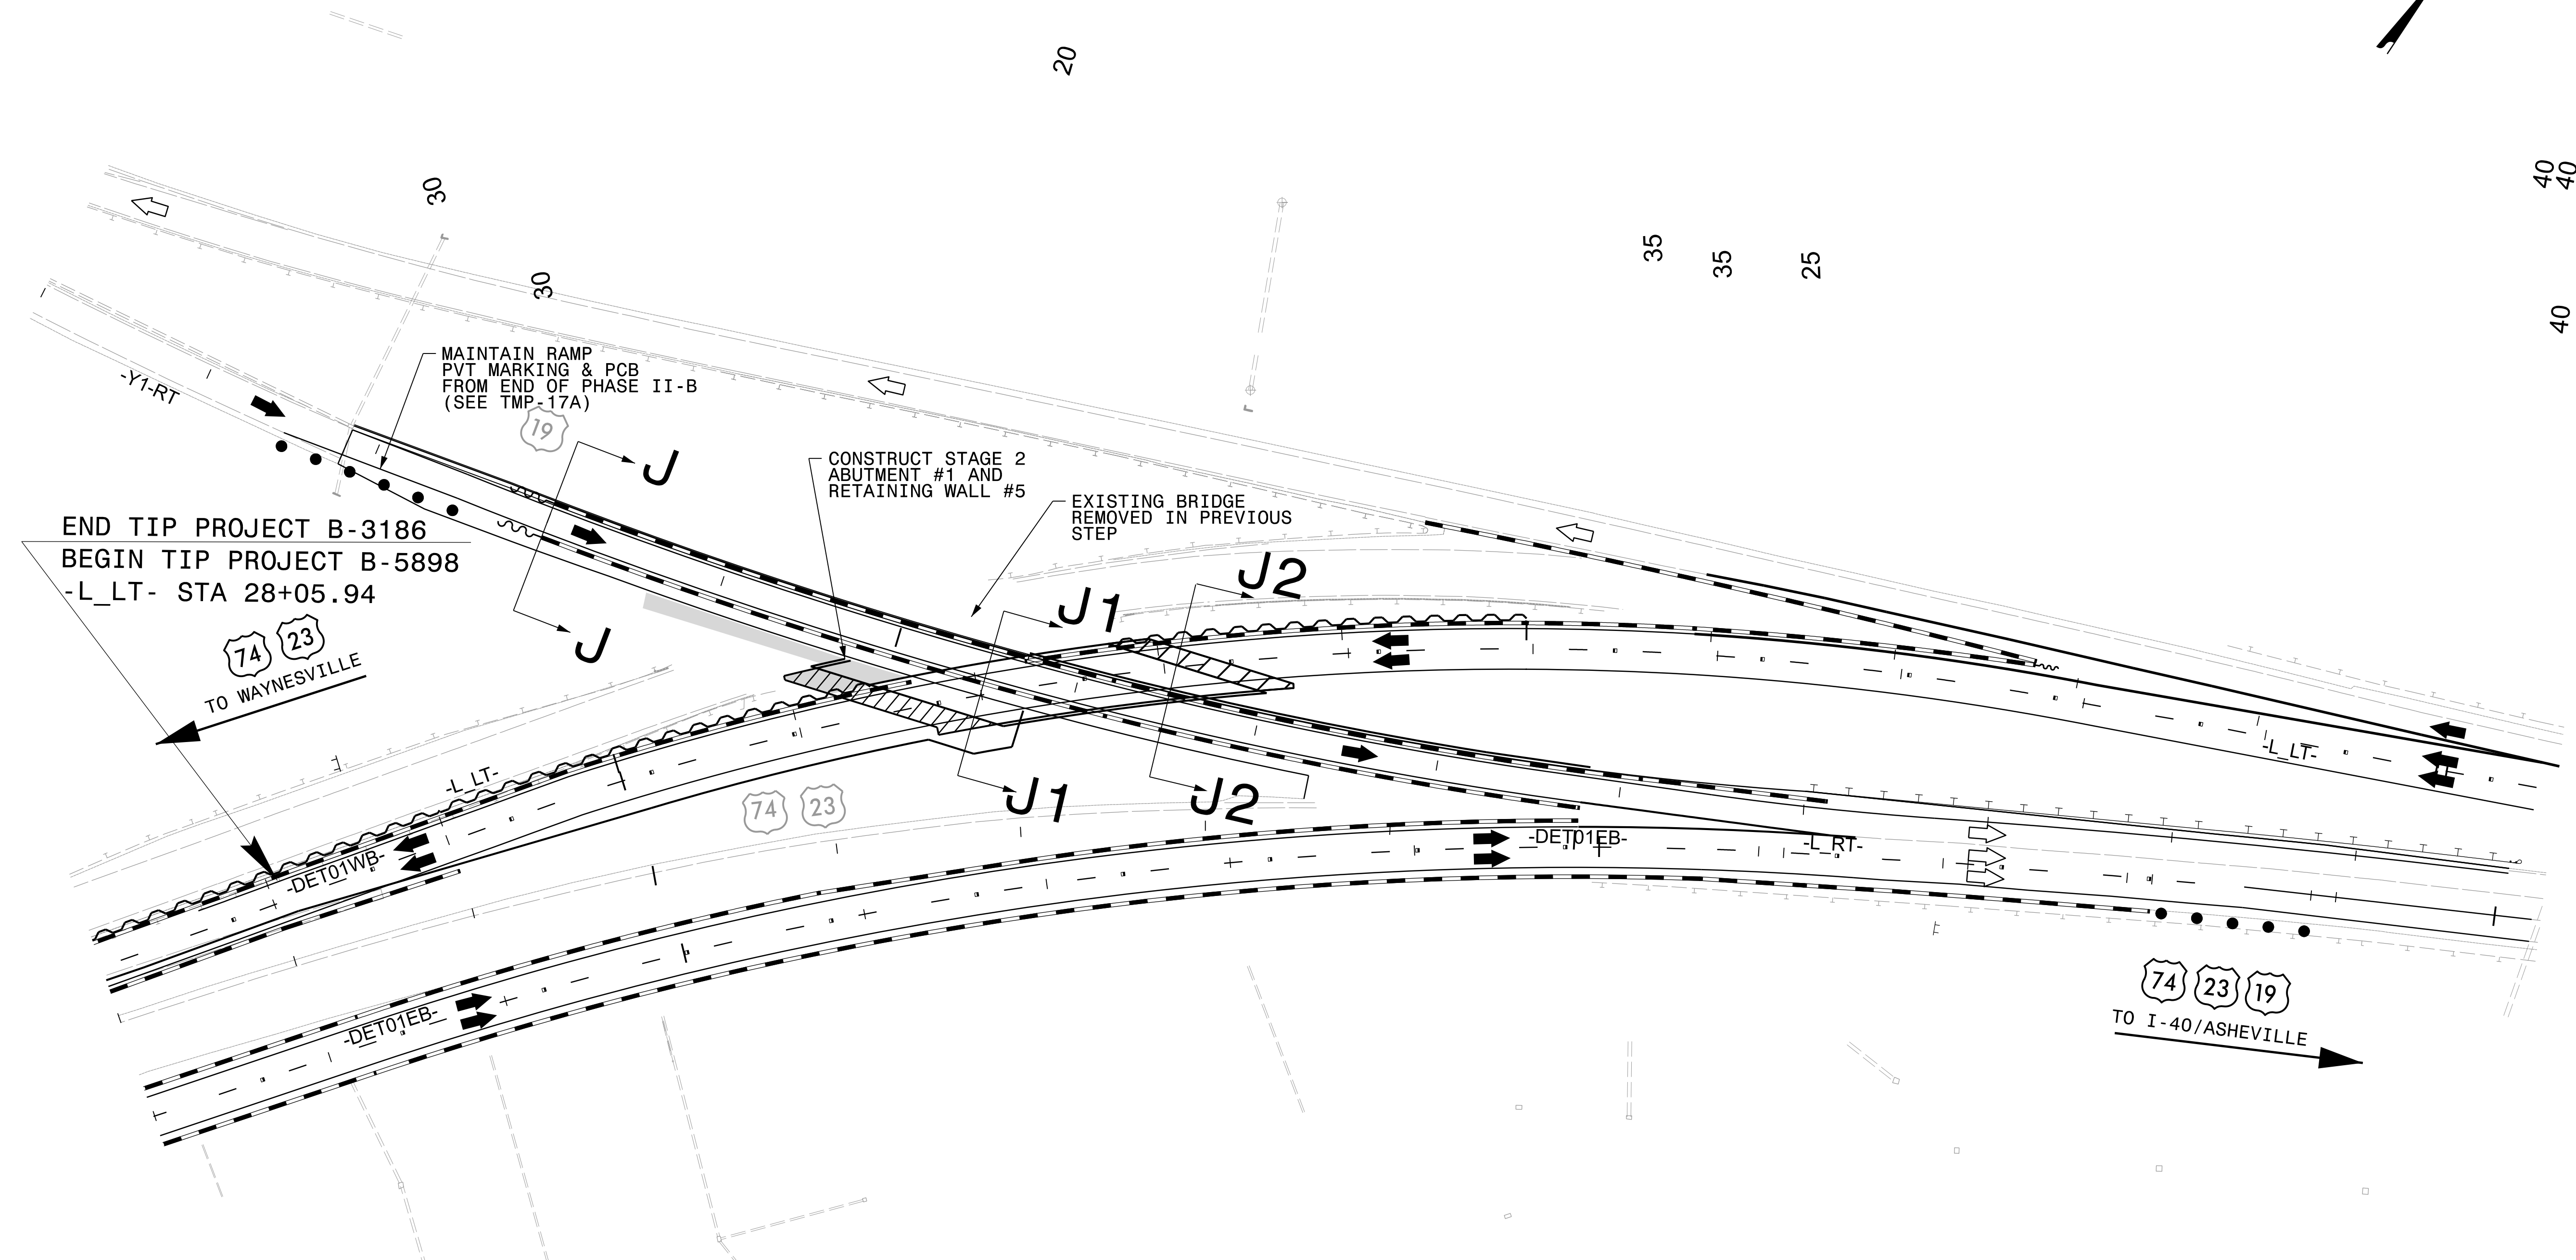 20
30
30
35
35
25
40
40
40
-Y1-RT
MAINTAIN RAMP
PVT MARKING & PCB
FROM END OF PHASE II-B
(SEE TMP-17A)
19
J
CONSTRUCT STAGE 2
ABUTMENT #1 AND
RETAINING WALL #5
EXISTING BRIDGE
REMOVED IN PREVIOUS
STEP
END TIP PROJECT B-3186
BEGIN TIP PROJECT B-5898
-L_LT- STA 28+05.94
74 23
TO WAYNESVILLE
J
J1
J2
-L_LT-
-L_LT-
74 23
J1
J2
-DET01WB-
-DET01EB-
-L_RT-
-DET01EB-
74 23 19
TO I-40/ASHEVILLE